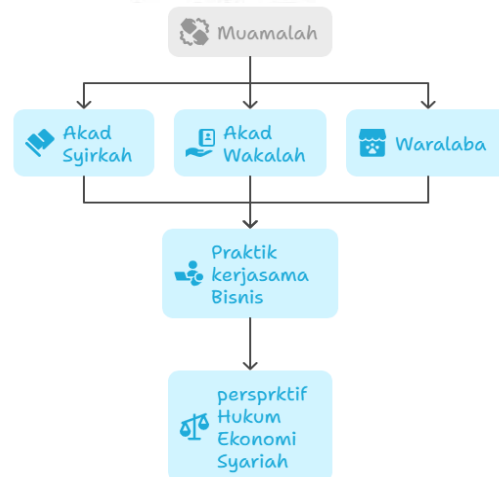 Muamalah
Akad
Syirkah
Akad
Wakalah
Waralaba
Praktik
kerjasama
Bisnis
persprktif
Hukum
Ekonomi
Syariah